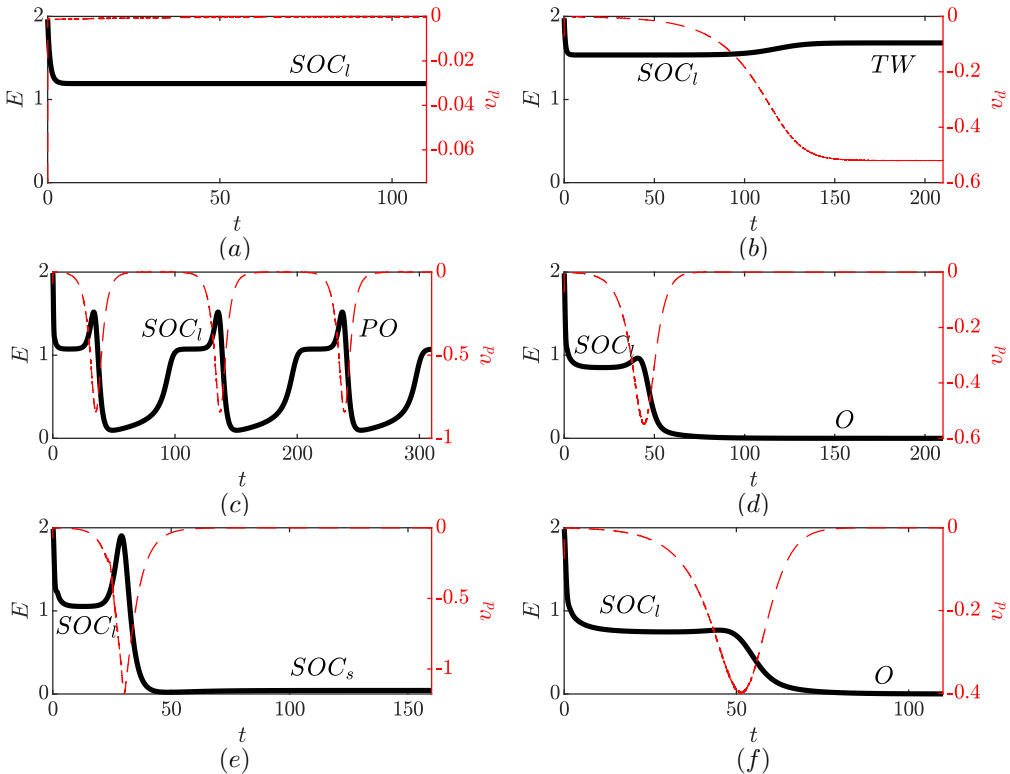 2
1
0
E
SOC_l
0
-0.02
-0.04
-0.06
v_d
0
50
100
t
(a)
2
1
0
E
SOC_l
TW
0
-0.2
-0.4
-0.6
v_d
0
50
100
150
200
t
(b)
2
1
0
E
SOC_l
PO
0
-0.5
-1
v_d
0
100
200
300
t
(c)
2
1
0
E
SOC_l
O
0
-0.2
-0.4
-0.6
v_d
0
50
100
150
200
t
(d)
2
1
0
E
SOC_l
SOC_s
0
-0.5
-1
v_d
0
50
100
150
t
(e)
2
1
0
E
SOC_l
O
0
-0.2
-0.4
v_d
0
50
100
t
(f)